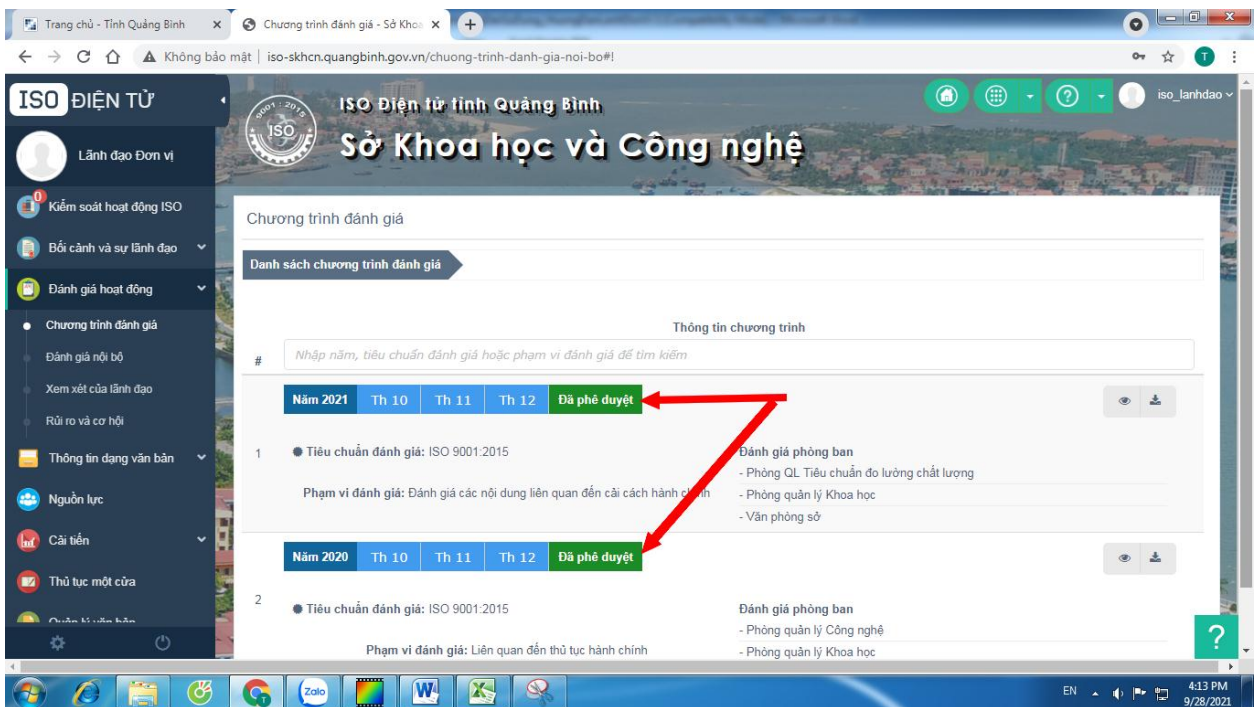 Trang chủ - Tỉnh Quảng Bình
Chương trình đánh giá - Sở Khoa
Không bảo mật
iso-skhcn.quangbinh.gov.vn/chuong-trinh-danh-gia-noi-bo#!
T
ISO ĐIỆN TỬ
9001 : 2015
ISO
ISO Điện tử tỉnh Quảng Bình
Sở Khoa học và Công nghệ
?
iso_lanhdao
Lãnh đạo Đơn vị
0
Kiểm soát hoạt động ISO
Bối cảnh và sự lãnh đạo
Đánh giá hoạt động
Chương trình đánh giá
Đánh giá nội bộ
Xem xét của lãnh đạo
Rủi ro và cơ hội
Thông tin dạng văn bản
Nguồn lực
Cải tiến
Thủ tục một cửa
Quản lý văn bản
Chương trình đánh giá
Danh sách chương trình đánh giá
Thông tin chương trình
#
Nhập năm, tiêu chuẩn đánh giá hoặc phạm vi đánh giá để tìm kiếm
Năm 2021 Th 10 Th 11 Th 12 Đã phê duyệt
1
Tiêu chuẩn đánh giá: ISO 9001:2015
Phạm vi đánh giá: Đánh giá các nội dung liên quan đến cải cách hành chính
Đánh giá phòng ban
- Phòng QL Tiêu chuẩn đo lường chất lượng
- Phòng quản lý Khoa học
- Văn phòng sở
Năm 2020 Th 10 Th 11 Th 12 Đã phê duyệt
2
Tiêu chuẩn đánh giá: ISO 9001:2015
Phạm vi đánh giá: Liên quan đến thủ tục hành chính
Đánh giá phòng ban
- Phòng quản lý Công nghệ
- Phòng quản lý Khoa học
?
Zalo
EN
4:13 PM
9/28/2021